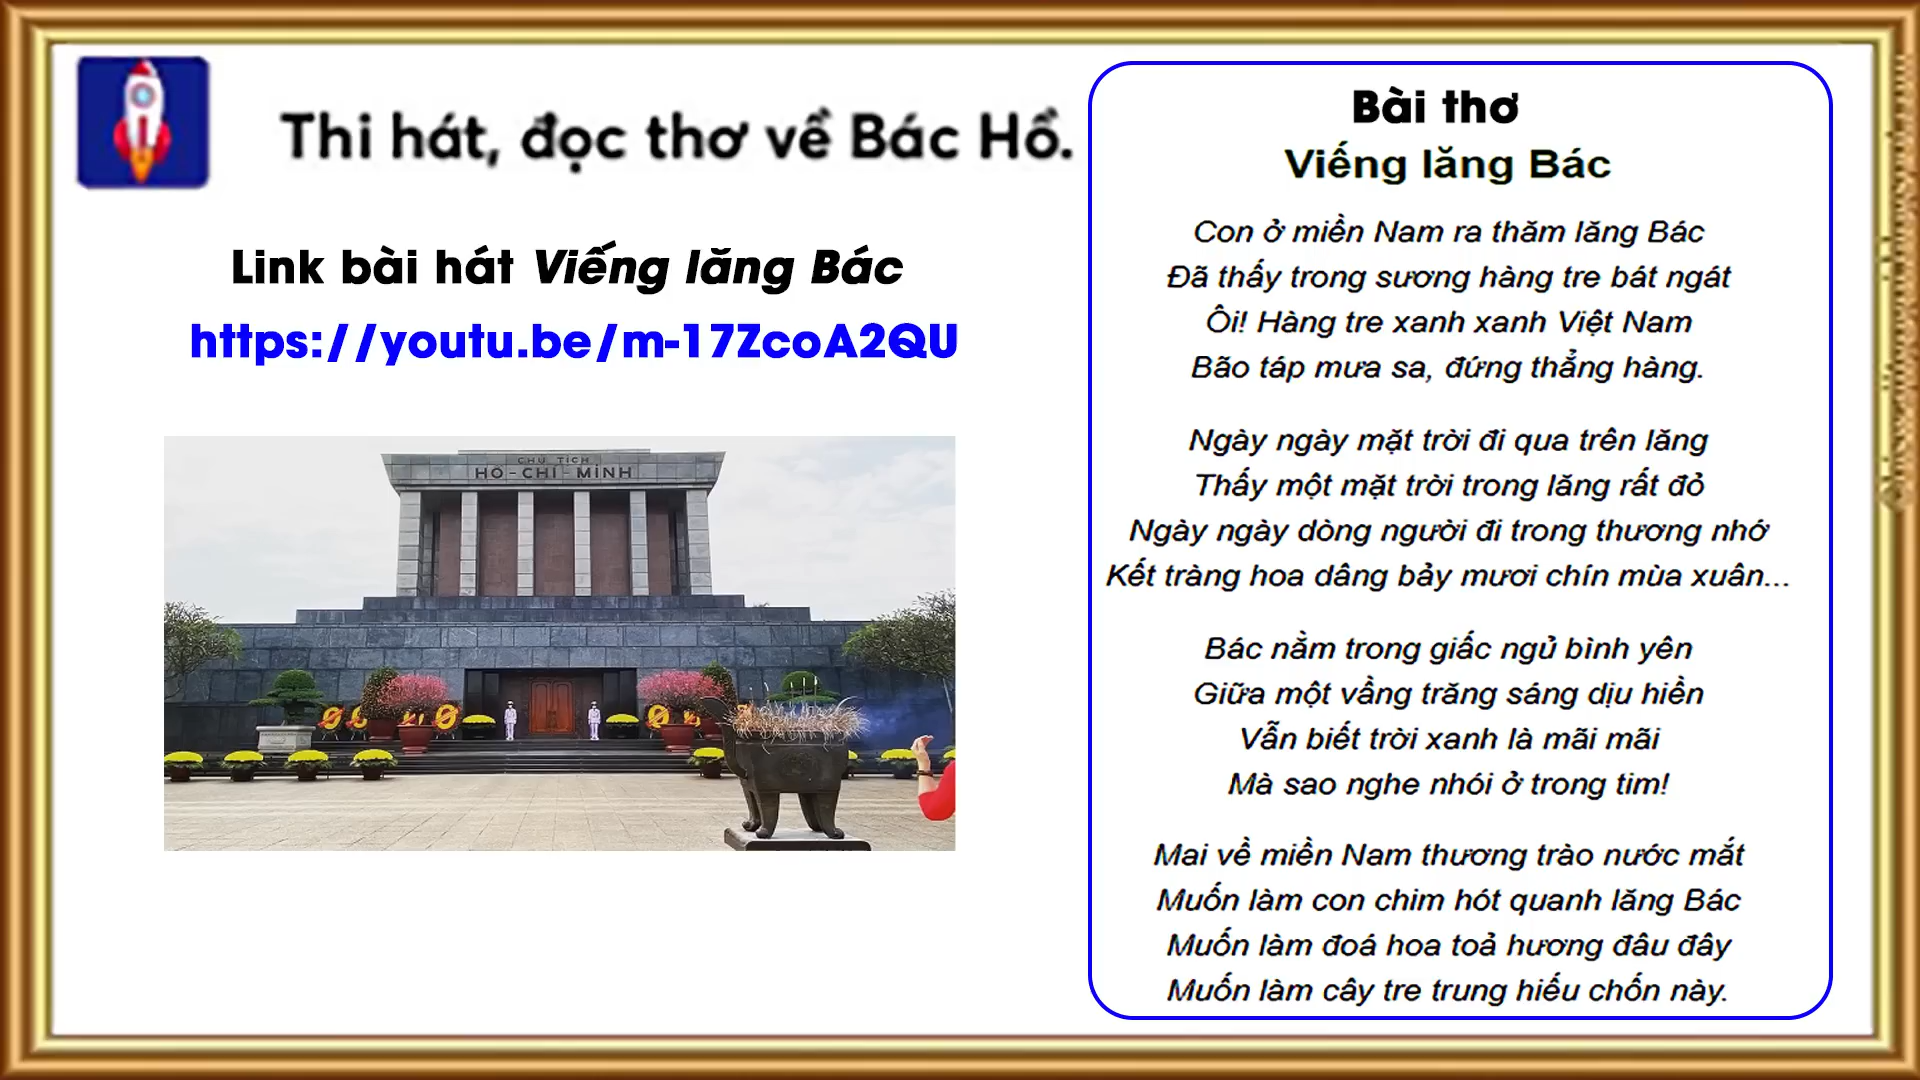 Thi hát, đọc thơ về Bác Hồ.
Link bài hát Viếng lăng Bác
https://youtu.be/m-17ZcoA2QU
CHỦ TỊCH
HỒ-CHÍ-MINH
Bài thơ
Viếng lăng Bác
Con ở miền Nam ra thăm lăng Bác
Đã thấy trong sương hàng tre bát ngát
Ôi! Hàng tre xanh xanh Việt Nam
Bão táp mưa sa, đứng thẳng hàng.
Ngày ngày mặt trời đi qua trên lăng
Thấy một mặt trời trong lăng rất đỏ
Ngày ngày dòng người đi trong thương nhớ
Kết tràng hoa dâng bảy mươi chín mùa xuân...
Bác nằm trong giấc ngủ bình yên
Giữa một vầng trăng sáng dịu hiền
Vẫn biết trời xanh là mãi mãi
Mà sao nghe nhói ở trong tim!
Mai về miền Nam thương trào nước mắt
Muốn làm con chim hót quanh lăng Bác
Muốn làm đoá hoa toả hương đâu đây
Muốn làm cây tre trung hiếu chốn này.